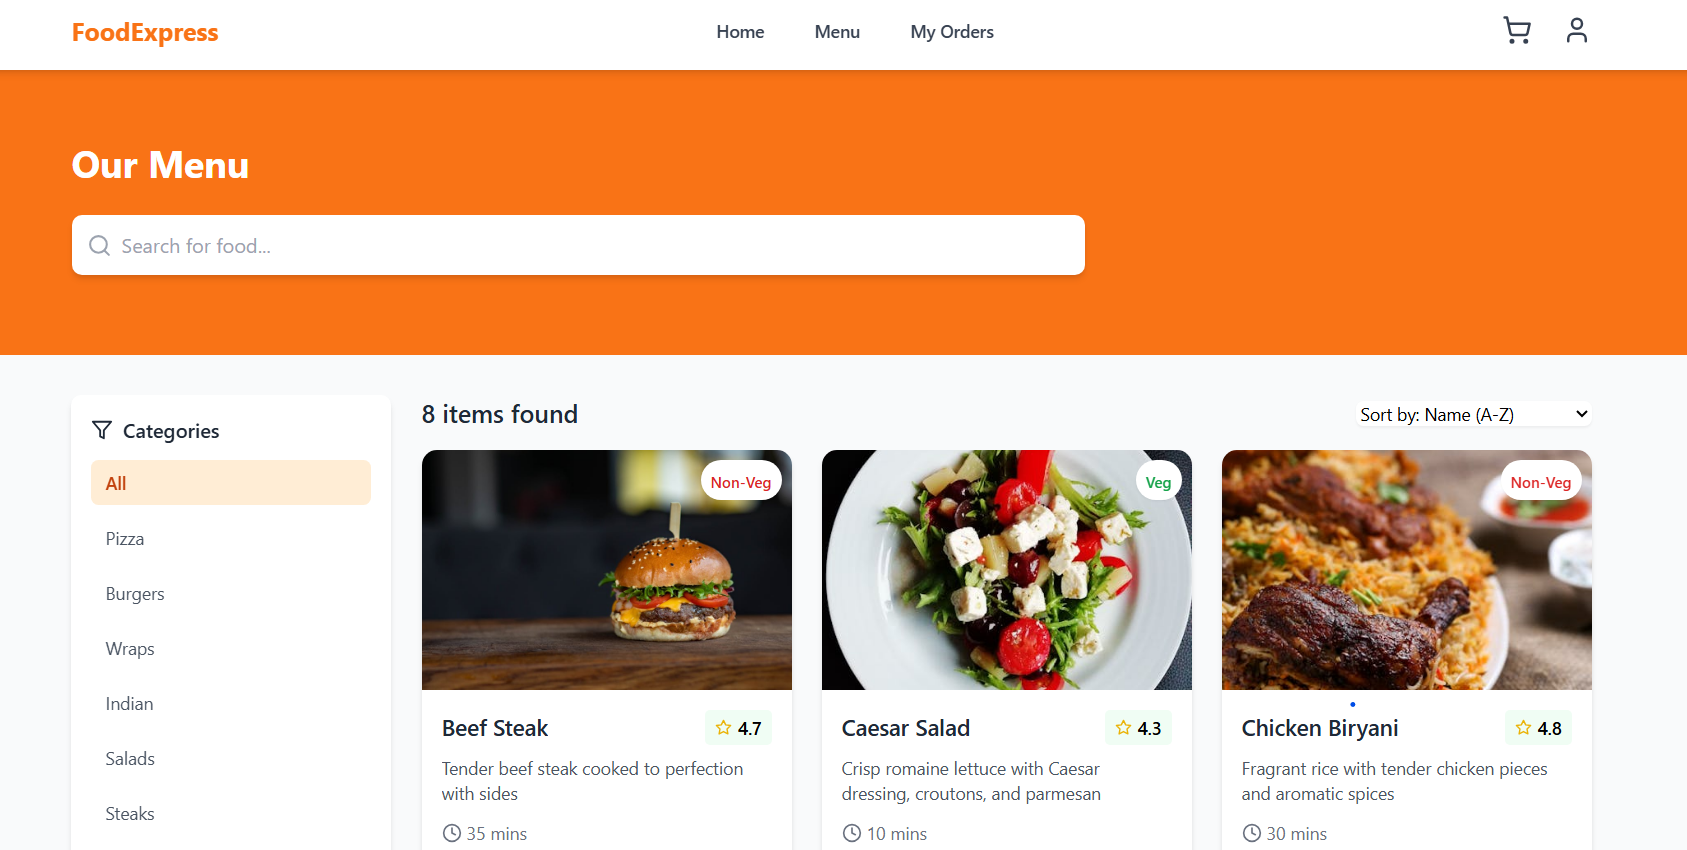 FoodExpress
Home
Menu
My Orders
Our Menu
Search for food...
Categories
All
Pizza
Burgers
Wraps
Indian
Salads
Steaks
8 items found
Sort by: Name (A-Z)
Non-Veg
Beef Steak
4.7
Tender beef steak cooked to perfection
with sides
35 mins
Veg
Caesar Salad
4.3
Crisp romaine lettuce with Caesar
dressing, croutons, and parmesan
10 mins
Non-Veg
Chicken Biryani
4.8
Fragrant rice with tender chicken pieces
and aromatic spices
30 mins